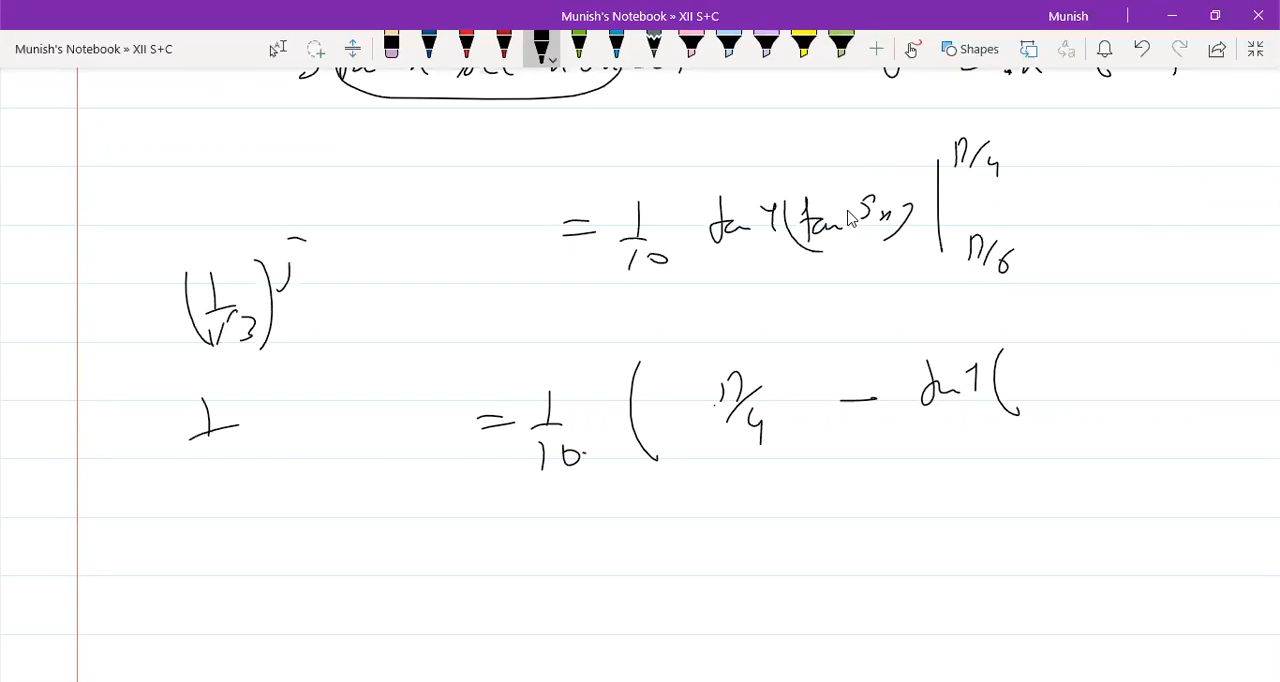 Munish's Notebook » XII S+C
Munish
Munish's Notebook » XII S+C
Shapes
= 1/10 tan⁻¹(tan⁵x) | π/4 π/6
(1/√3)⁵
1
= 1/10 ( π/4 — tan⁻¹(